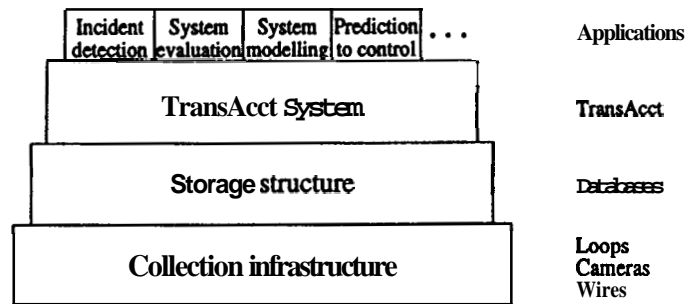 Incident detection
System evaluation
System modelling
Prediction to control
...
Applications
TransAcct System
TransAcct
Storage structure
Databases
Collection infrastructure
Loops
Cameras
Wires